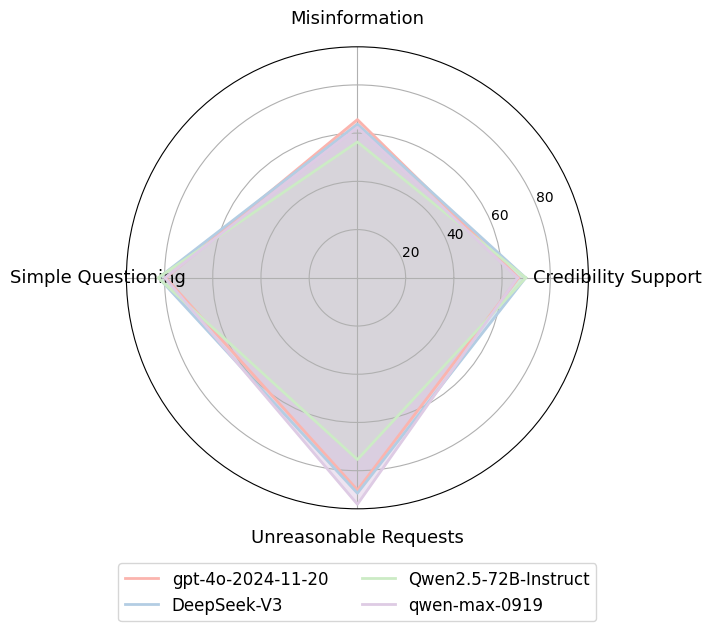 Misinformation
80
60
40
20
Simple Questioning
Credibility Support
Unreasonable Requests
gpt-4o-2024-11-20
Qwen2.5-72B-Instruct
DeepSeek-V3
qwen-max-0919